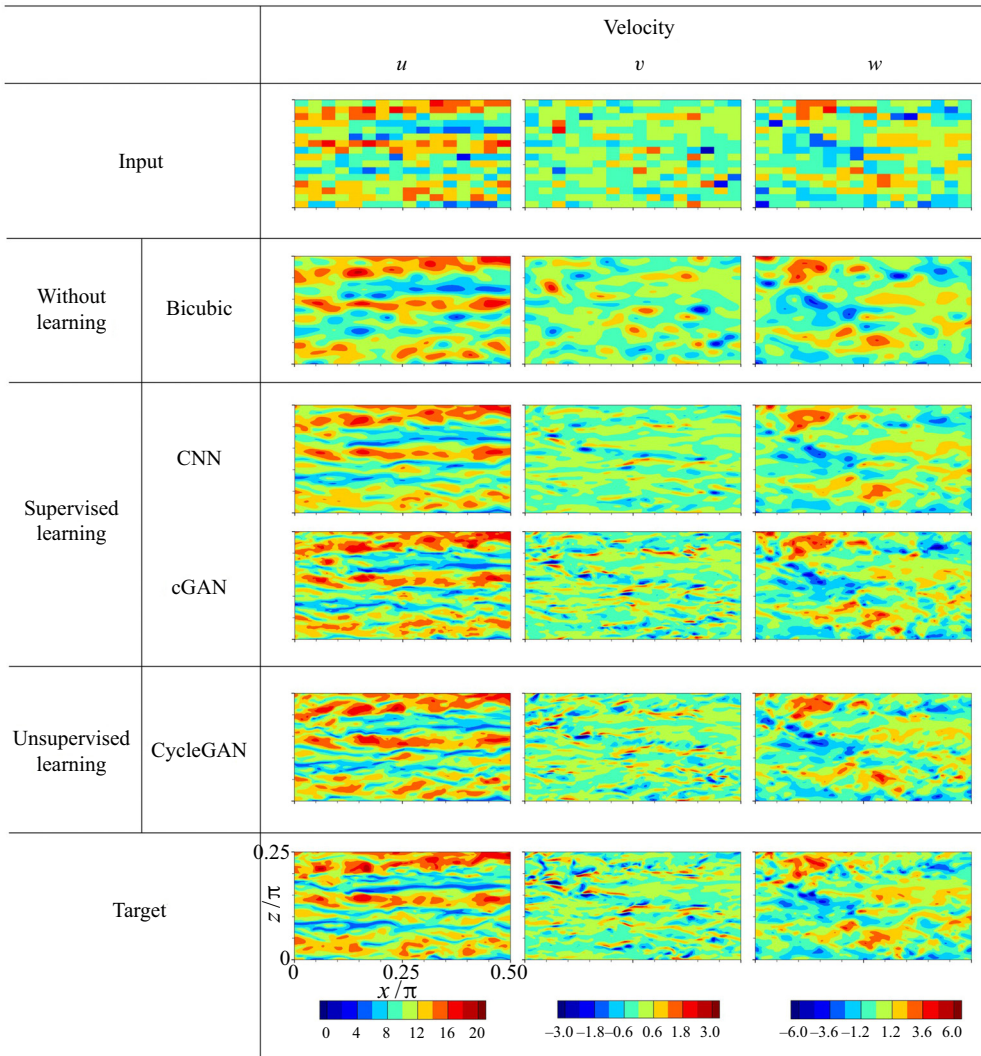 Velocity
u v w
Input
Without
learning
Bicubic
CNN
Supervised
learning
cGAN
Unsupervised
learning
CycleGAN
Target
0.25
z/π
0
0 0.25 0.50
x/π
0 4 8 12 16 20
−3.0 −1.8 −0.6 0.6 1.8 3.0
−6.0 −3.6 −1.2 1.2 3.6 6.0